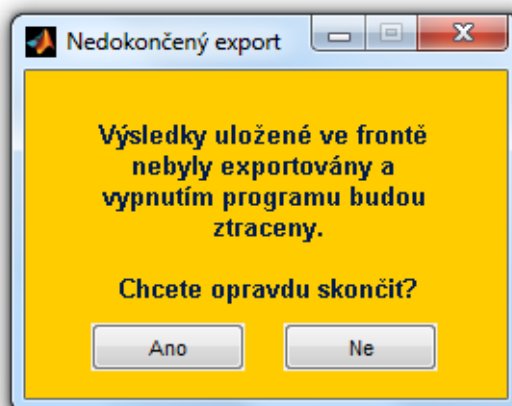 Nedokončený export
Výsledky uložené ve frontě
nebyly exportovány a
vypnutím programu budou
ztraceny.
Chcete opravdu skončit?
Ano
Ne